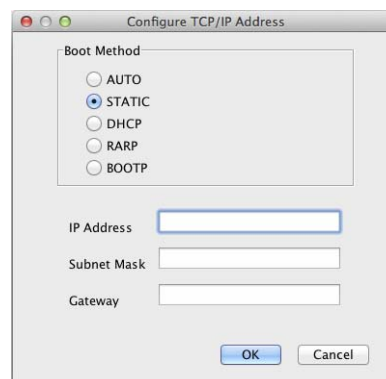 Configure TCP/IP Address
Boot Method
AUTO
STATIC
DHCP
RARP
BOOTP
IP Address
Subnet Mask
Gateway
OK Cancel